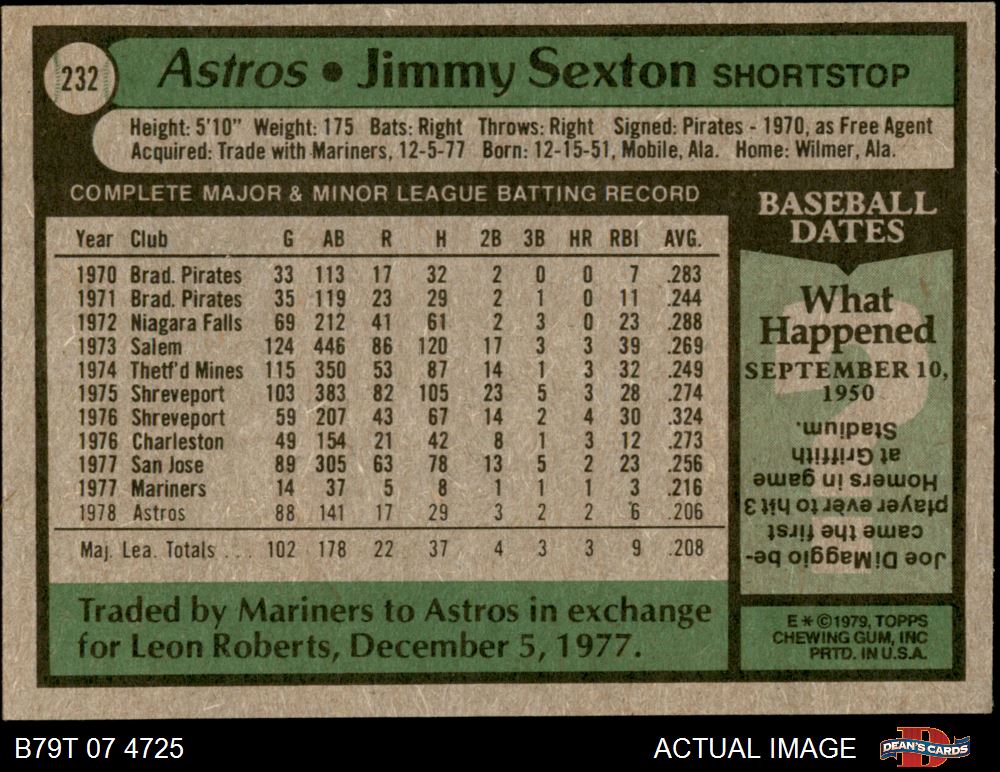 232
Astros • Jimmy Sexton SHORTSTOP
Height: 5'10" Weight: 175 Bats: Right Throws: Right Signed: Pirates - 1970, as Free Agent
Acquired: Trade with Mariners, 12-5-77 Born: 12-15-51, Mobile, Ala. Home: Wilmer, Ala.
COMPLETE MAJOR & MINOR LEAGUE BATTING RECORD
Year Club G AB R H 2B 3B HR RBI AVG.
1970 Brad. Pirates 33 113 17 32 2 0 0 7 .283
1971 Brad. Pirates 35 119 23 29 2 1 0 11 .244
1972 Niagara Falls 69 212 41 61 2 3 0 23 .288
1973 Salem 124 446 86 120 17 3 3 39 .269
1974 Thetf'd Mines 115 350 53 87 14 1 3 32 .249
1975 Shreveport 103 383 82 105 23 5 3 28 .274
1976 Shreveport 59 207 43 67 14 2 4 30 .324
1976 Charleston 49 154 21 42 8 1 3 12 .273
1977 San Jose 89 305 63 78 13 5 2 23 .256
1977 Mariners 14 37 5 8 1 1 1 3 .216
1978 Astros 88 141 17 29 3 2 2 6 .206
Maj. Lea. Totals ... 102 178 22 37 4 3 3 9 .208
Traded by Mariners to Astros in exchange
for Leon Roberts, December 5, 1977.
BASEBALL
DATES
What
Happened
SEPTEMBER 10,
1950
?
Joe DiMaggio be-
came the first
player ever to hit 3
Homers in game
at Griffith
Stadium.
E * © 1979, TOPPS
CHEWING GUM, INC
PRTD. IN U.S.A.
B79T 07 4725
ACTUAL IMAGE
DEAN'S CARDS